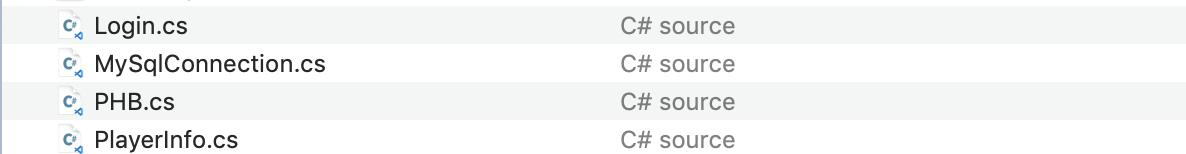 Login.cs C# source
MySqlConnection.cs C# source
PHB.cs C# source
PlayerInfo.cs C# source